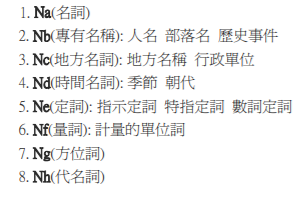 1. Na(名詞)
2. Nb(專有名稱): 人名 部落名 歷史事件
3. Nc(地方名詞): 地方名稱 行政單位
4. Nd(時間名詞): 季節 朝代
5. Ne(定詞): 指示定詞 特指定詞 數詞定詞
6. Nf(量詞): 計量的單位詞
7. Ng(方位詞)
8. Nh(代名詞)